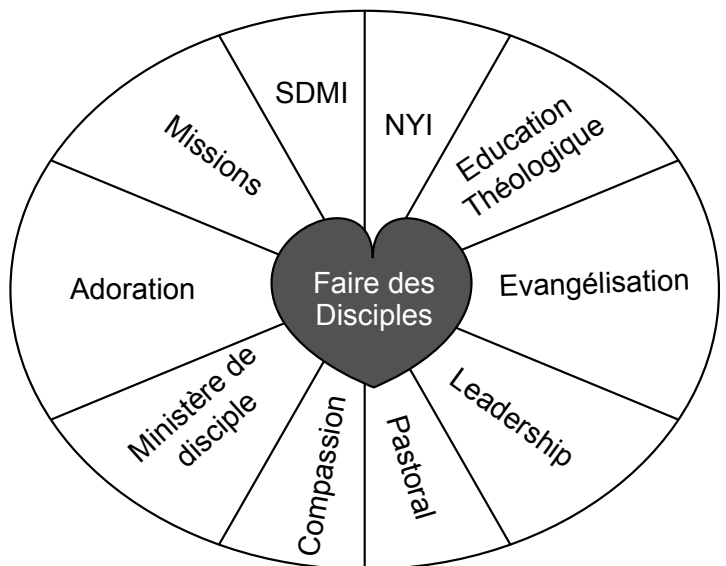 SDMI
NYI
Education
Théologique
Missions
Adoration
Faire des
Disciples
Evangélisation
Ministère de
disciple
Compassion
Pastoral
Leadership